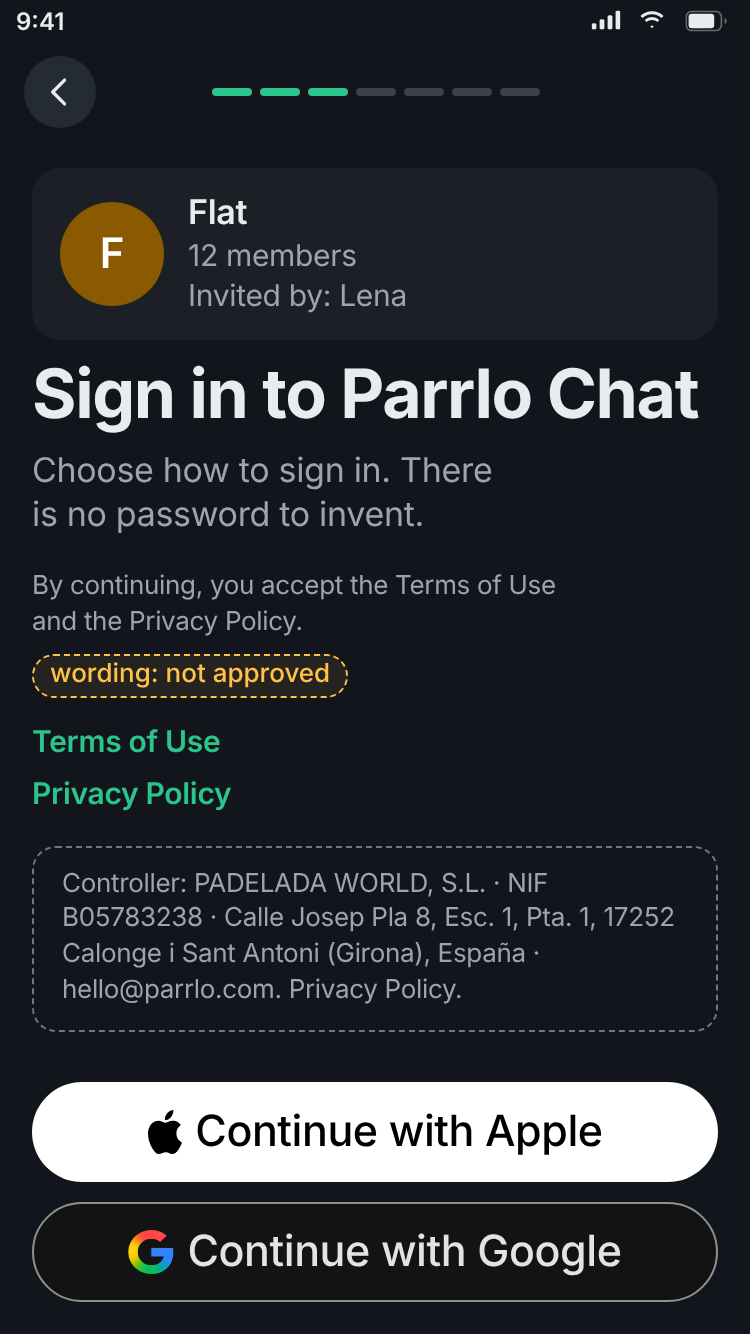 9:41
F
Flat
12 members
Invited by: Lena
Sign in to Parrlo Chat
Choose how to sign in. There
is no password to invent.
By continuing, you accept the Terms of Use
and the Privacy Policy.
wording: not approved
Terms of Use
Privacy Policy
Controller: PADELADA WORLD, S.L. · NIF
B05783238 · Calle Josep Pla 8, Esc. 1, Pta. 1, 17252
Calonge i Sant Antoni (Girona), España ·
hello@parrlo.com. Privacy Policy.
Continue with Apple
Continue with Google